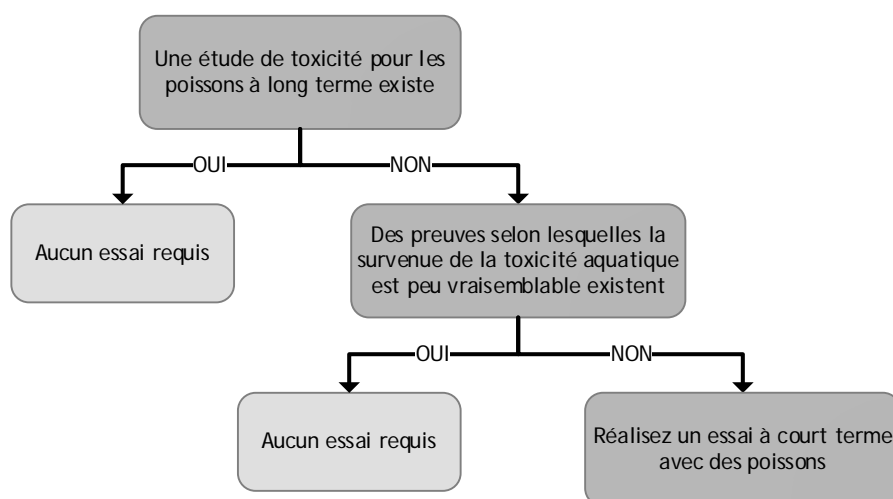 Une étude de toxicité pour les
poissons à long terme existe
OUI
NON
Aucun essai requis
Des preuves selon lesquelles la
survenue de la toxicité aquatique
est peu vraisemblable existent
OUI
NON
Aucun essai requis
Réalisez un essai à court terme
avec des poissons